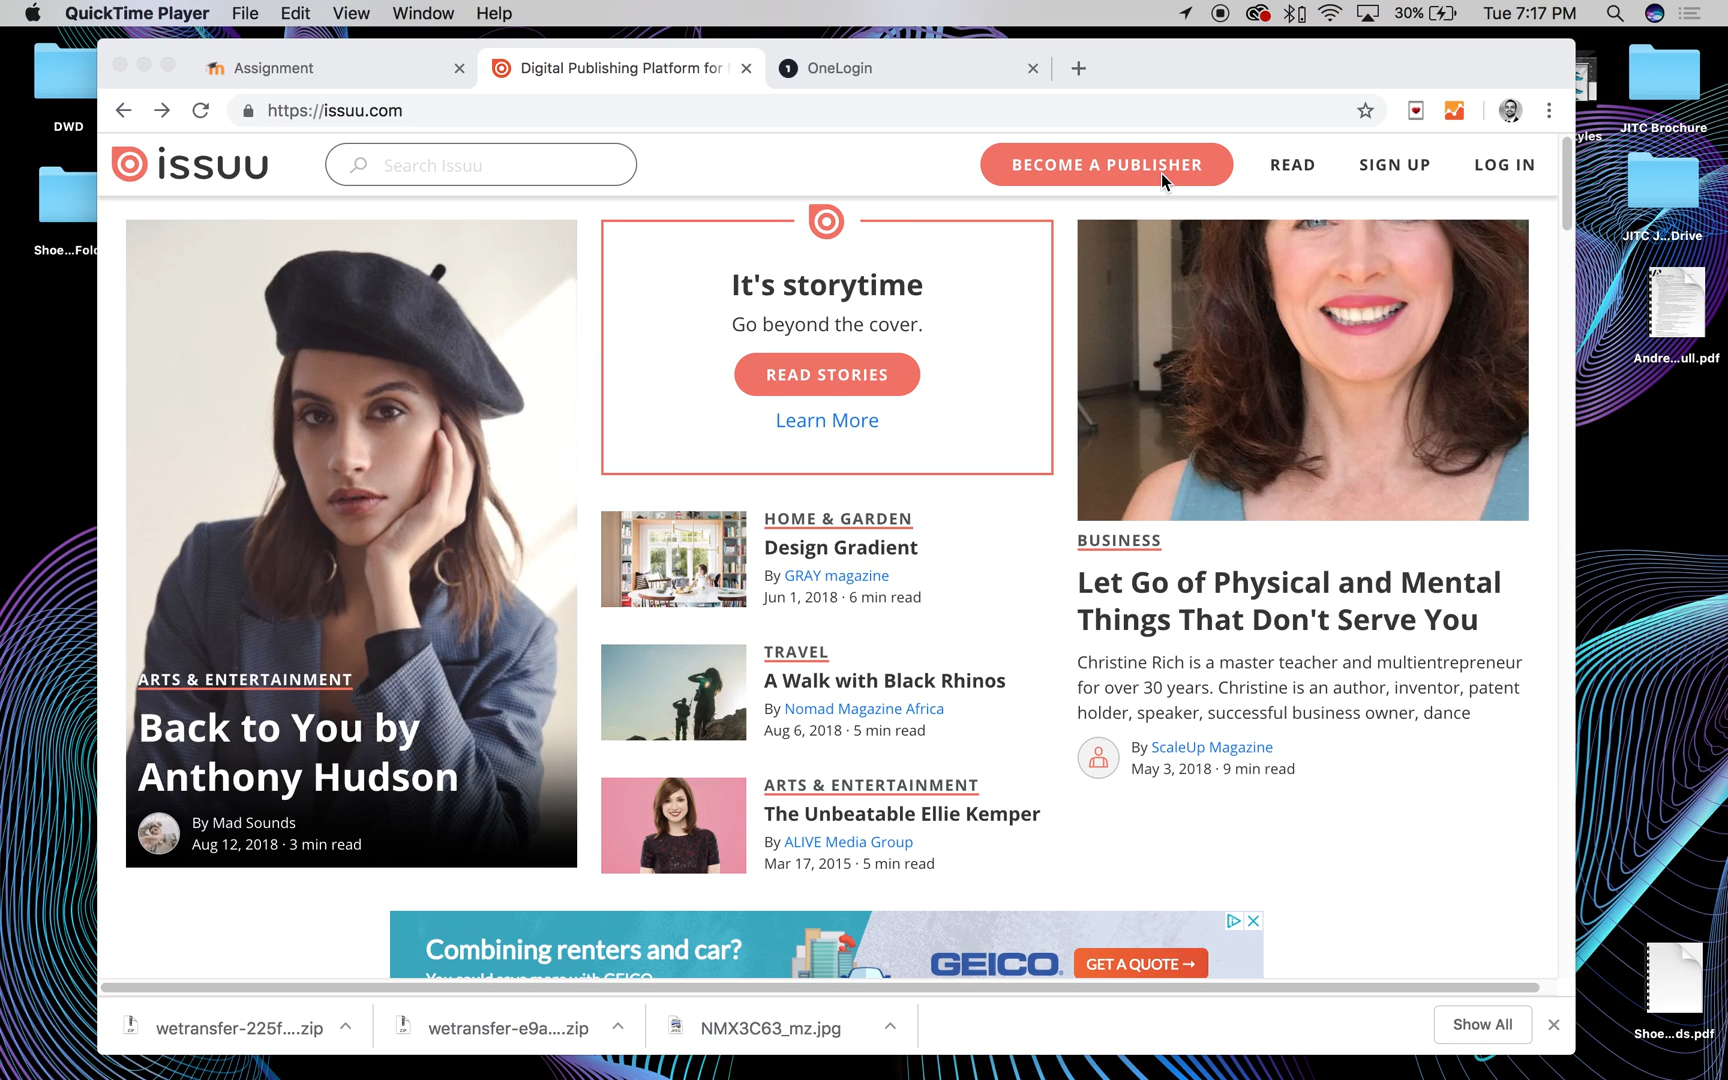 QuickTime Player File Edit View Window Help
30% Tue 7:17 PM
Assignment
Digital Publishing Platform for
OneLogin
https://issuu.com
issuu
Search Issuu
BECOME A PUBLISHER
READ
SIGN UP
LOG IN
DWD
Shoe...Fold
JITC Brochure
yles
JITC J...Drive
Andre...ull.pdf
Shoe...ds.pdf
ARTS & ENTERTAINMENT
Back to You by
Anthony Hudson
By Mad Sounds
Aug 12, 2018 · 3 min read
It's storytime
Go beyond the cover.
READ STORIES
Learn More
HOME & GARDEN
Design Gradient
By GRAY magazine
Jun 1, 2018 · 6 min read
TRAVEL
A Walk with Black Rhinos
By Nomad Magazine Africa
Aug 6, 2018 · 5 min read
ARTS & ENTERTAINMENT
The Unbeatable Ellie Kemper
By ALIVE Media Group
Mar 17, 2015 · 5 min read
BUSINESS
Let Go of Physical and Mental
Things That Don't Serve You
Christine Rich is a master teacher and multientrepreneur
for over 30 years. Christine is an author, inventor, patent
holder, speaker, successful business owner, dance
By ScaleUp Magazine
May 3, 2018 · 9 min read
Combining renters and car?
GEICO
GET A QUOTE →
wetransfer-225f....zip
wetransfer-e9a....zip
NMX3C63_mz.jpg
Show All